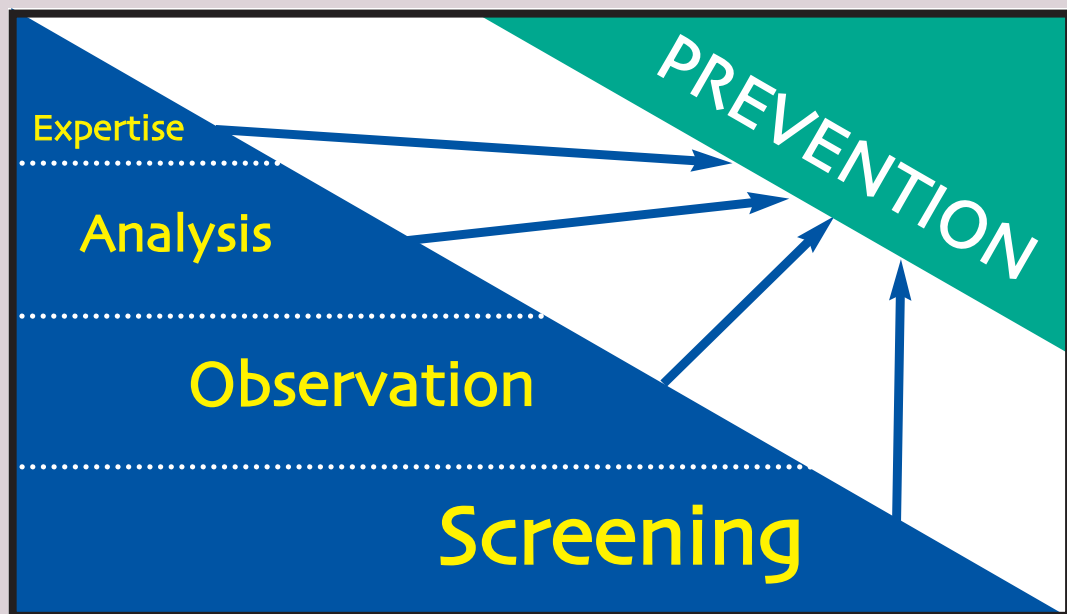 PREVENTION
Expertise
Analysis
Observation
Screening